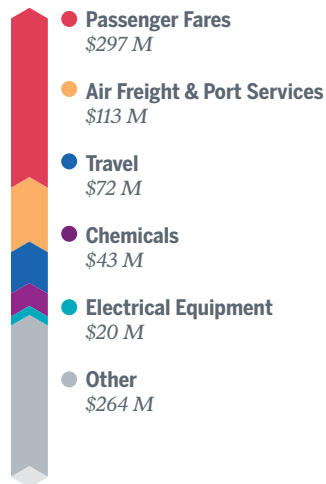 Passenger Fares
$297 M
Air Freight & Port Services
$113 M
Travel
$72 M
Chemicals
$43 M
Electrical Equipment
$20 M
Other
$264 M